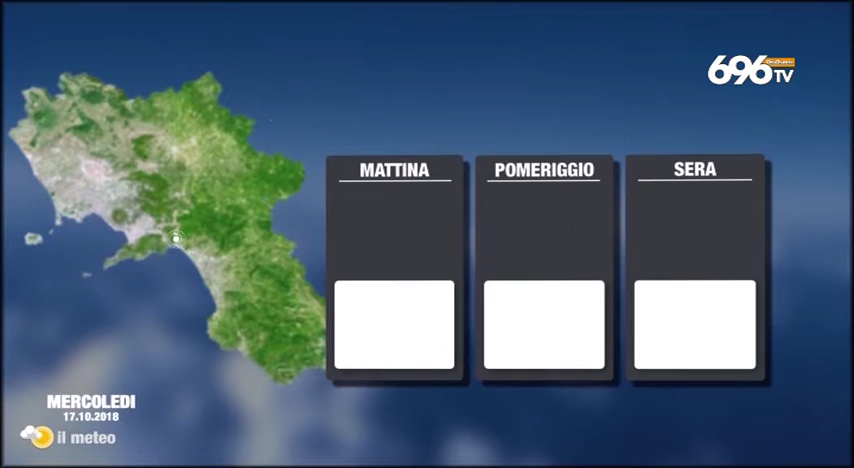 696 TV
MATTINA
POMERIGGIO
SERA
MERCOLEDI
17.10.2018
il meteo